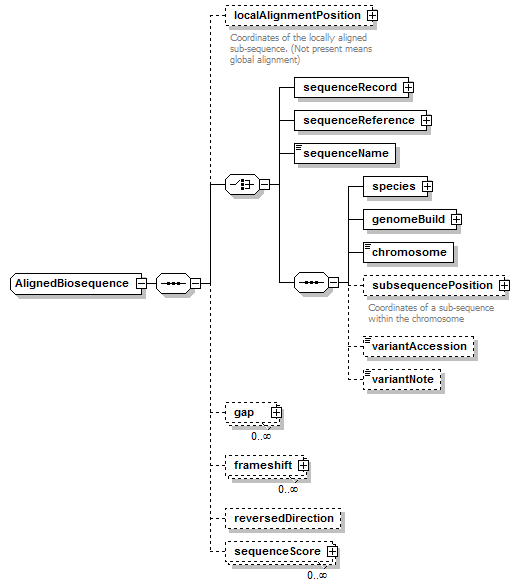 localAlignmentPosition
Coordinates of the locally aligned
sub-sequence. (Not present means
global alignment)
sequenceRecord
sequenceReference
sequenceName
species
genomeBuild
chromosome
AlignedBiosequence
subsequencePosition
Coordinates of a sub-sequence
within the chromosome
variantAccession
variantNote
gap
0..∞
frameshift
0..∞
reversedDirection
sequenceScore
0..∞